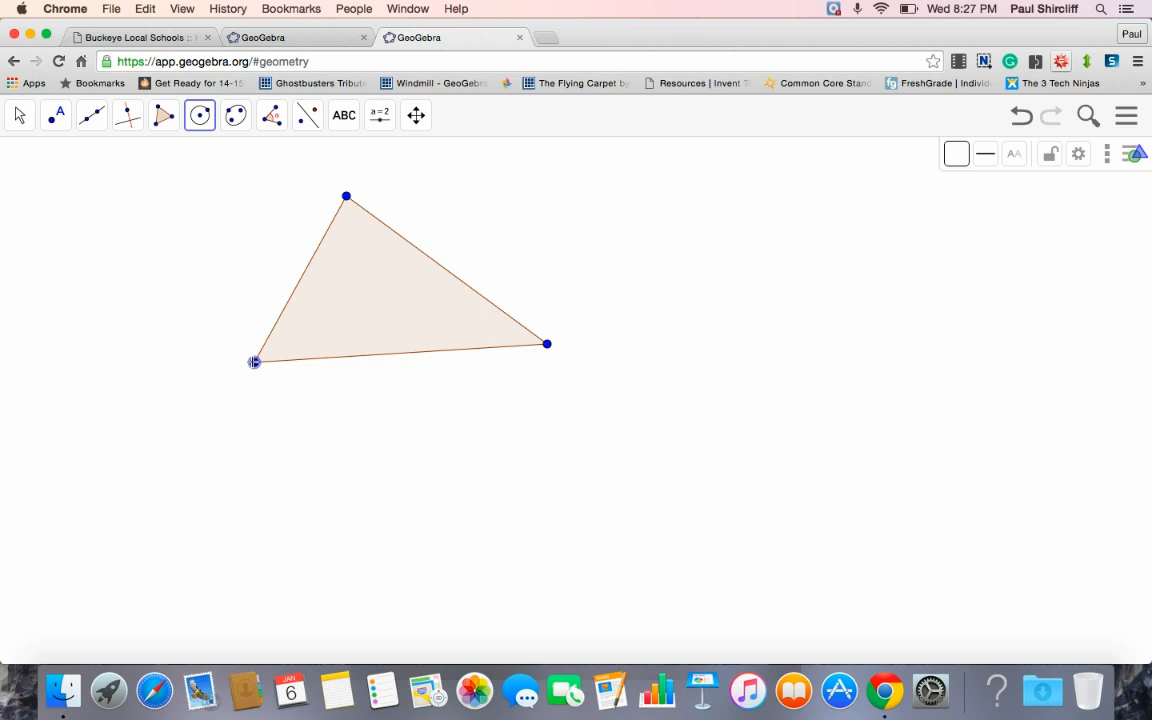 Chrome File Edit View History Bookmarks People Window Help Wed 8:27 PM Paul Shircliff
Buckeye Local Schools :: GeoGebra GeoGebra Paul
https://app.geogebra.org/#geometry
Apps Bookmarks Get Ready for 14-15 Ghostbusters Tribute Windmill - GeoGebra The Flying Carpet by Resources | Invent Common Core Stand FreshGrade | Individ The 3 Tech Ninjas »
A α ABC a = 2
AA
JAN
6